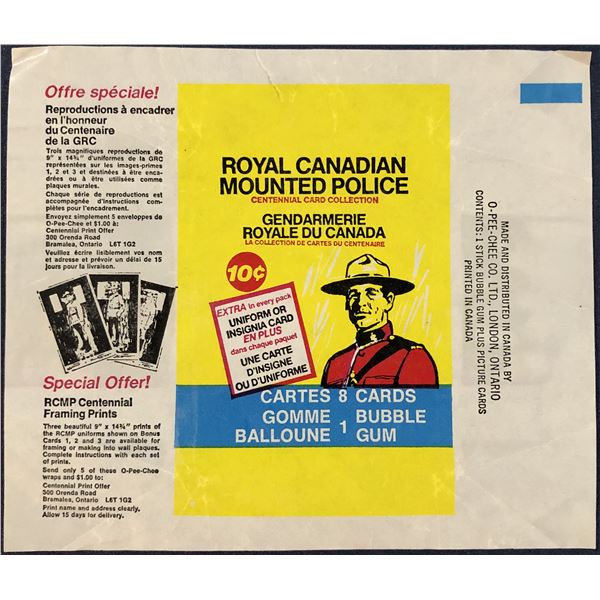 Offre spéciale!
Reproductions à encadrer
en l'honneur
du Centenaire
de la GRC
Trois magnifiques reproductions de
9" x 14¾" d'uniformes de la GRC
représentées sur les images-primes
1, 2 et 3 et destinées à être enca-
drées ou à être utilisées comme
plaques murales.
Chaque série de reproductions est
accompagnée d'instructions com-
plètes pour l'encadrement.
Envoyez simplement 5 enveloppes de
O-Pee-Chee et $1.00 à:
Centennial Print Offer
300 Orenda Road
Bramalea, Ontario L6T 1G2
Veuillez écrire lisiblement vos nom
et adresse et prévoir un délai de 15
jours pour la livraison.
Special Offer!
RCMP Centennial
Framing Prints
Three beautiful 9" x 14¾" prints of
the RCMP uniforms shown on Bonus
Cards 1, 2 and 3 are available for
framing or making into wall plaques.
Complete instructions with each set
of prints.
Send only 5 of these O-Pee-Chee
wraps and $1.00 to:
Centennial Print Offer
300 Orenda Road
Bramalea, Ontario L6T 1G2
Print name and address clearly.
Allow 15 days for delivery.
ROYAL CANADIAN
MOUNTED POLICE
CENTENNIAL CARD COLLECTION
GENDARMERIE
ROYALE DU CANADA
LA COLLECTION DE CARTES DU CENTENAIRE
10¢
EXTRA in every pack
UNIFORM OR
INSIGNIA CARD
EN PLUS
dans chaque paquet
UNE CARTE
D'INSIGNE
OU D'UNIFORME
CARTES 8 CARDS
GOMME 1 BUBBLE
BALLOUNE GUM
MADE AND DISTRIBUTED IN CANADA BY
O-PEE-CHEE CO. LTD., LONDON, ONTARIO
CONTENTS: 1 STICK BUBBLE GUM PLUS PICTURE CARDS
PRINTED IN CANADA